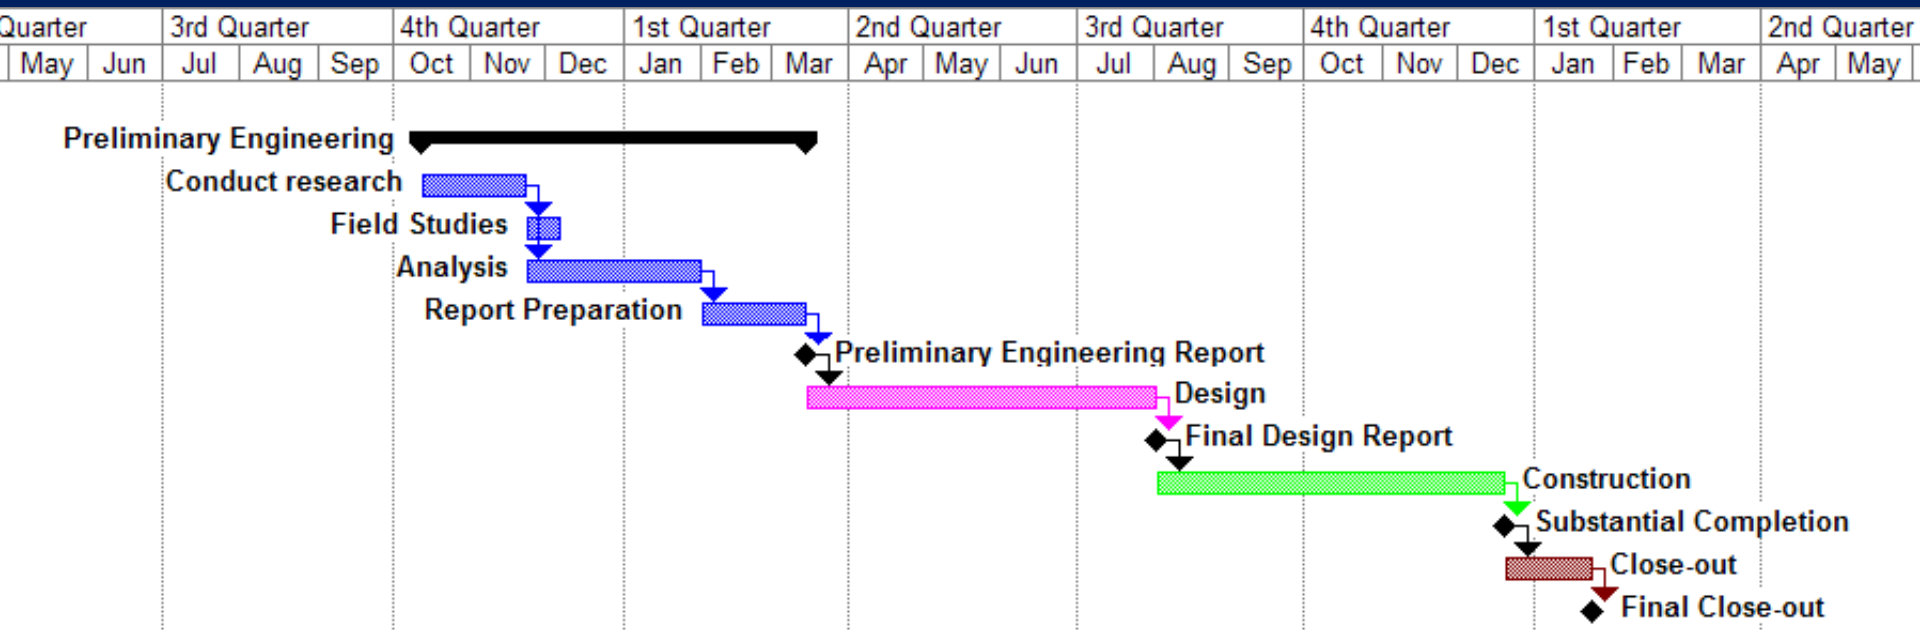 Quarter 3rd Quarter 4th Quarter 1st Quarter 2nd Quarter 3rd Quarter 4th Quarter 1st Quarter 2nd Quarter
May Jun Jul Aug Sep Oct Nov Dec Jan Feb Mar Apr May Jun Jul Aug Sep Oct Nov Dec Jan Feb Mar Apr May
Preliminary Engineering
Conduct research
Field Studies
Analysis
Report Preparation
Preliminary Engineering Report
Design
Final Design Report
Construction
Substantial Completion
Close-out
Final Close-out